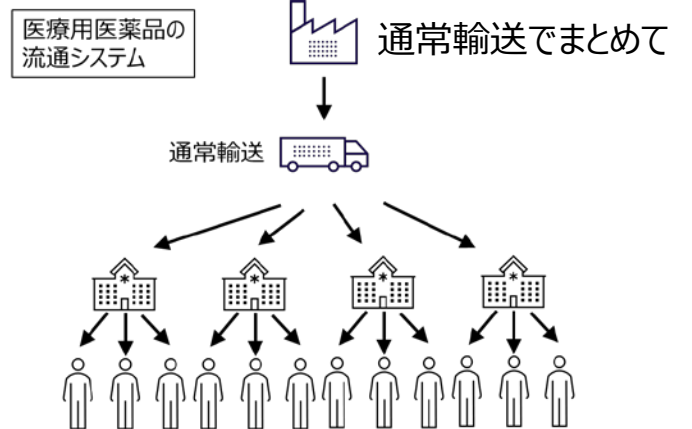 医療用医薬品の
流通システム
通常輸送でまとめて
通常輸送